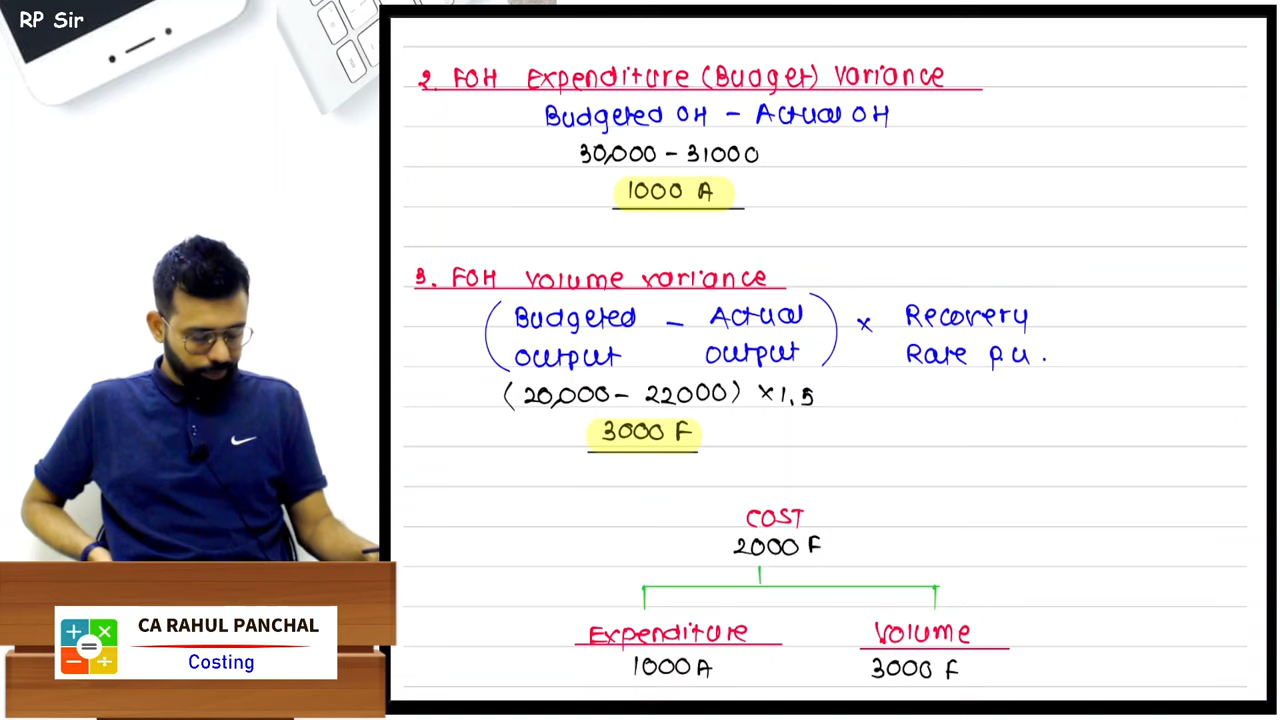 RP Sir
2. FOH Expenditure (Budget) Variance
Budgeted OH - Actual OH
30,000 - 31000
1000 A
3. FOH Volume variance
(Budgeted output - Actual output) × Recovery Rate p.u.
(20,000 - 22000) × 1.5
3000 F
COST
2000 F
Expenditure Volume
1000 A 3000 F
CA RAHUL PANCHAL
Costing